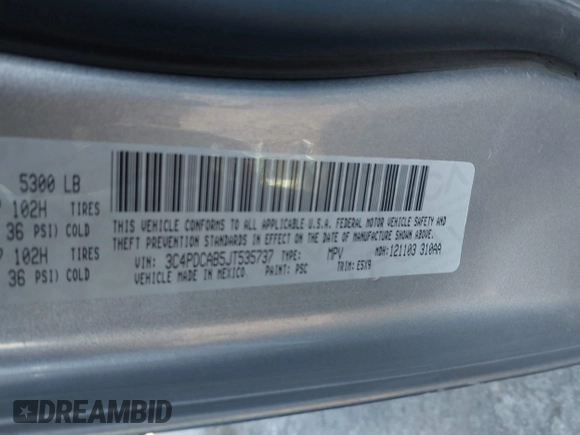 5300 LB
102H TIRES
36 PSI) COLD
102H TIRES
36 PSI) COLD
THIS VEHICLE CONFORMS TO ALL APPLICABLE U.S.A. FEDERAL MOTOR VEHICLE SAFETY AND
THEFT PREVENTION STANDARDS IN EFFECT ON THE DATE OF MANUFACTURE SHOWN ABOVE.
VIN: 3C4PDCAB5JT535737 TYPE: MPV MDH:121103 310AA
VEHICLE MADE IN MEXICO. PAINT: PSC TRIM: E5X9
DREAMBID